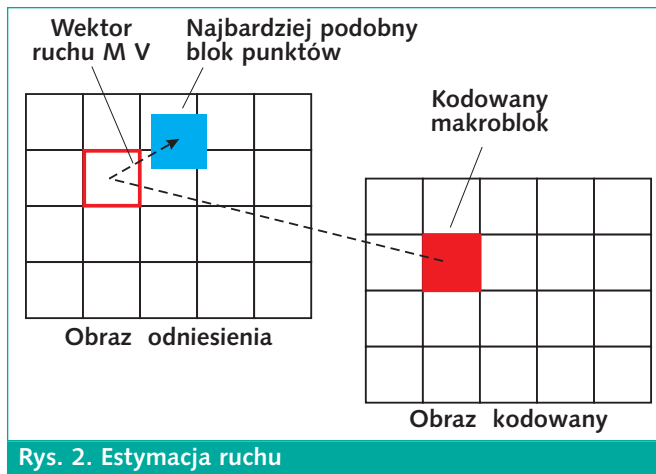 Wektor
ruchu M V
Najbardziej podobny
blok punktów
Kodowany
makroblok
Obraz odniesienia
Obraz kodowany
Rys. 2. Estymacja ruchu